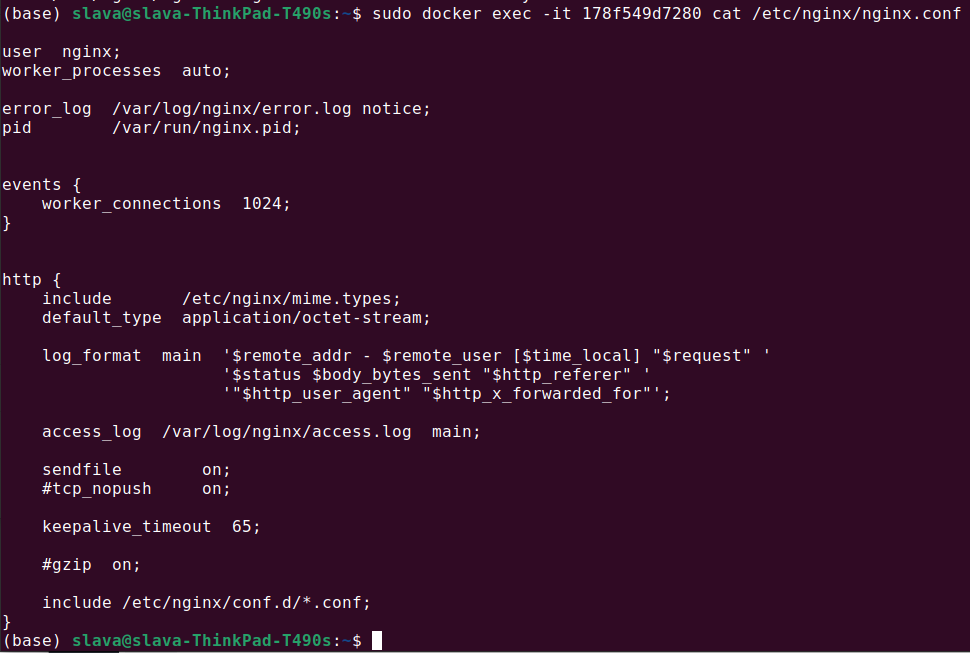 (base) slava@slava-ThinkPad-T490s:~$ sudo docker exec -it 178f549d7280 cat /etc/nginx/nginx.conf
user  nginx;
worker_processes  auto;
error_log  /var/log/nginx/error.log notice;
pid        /var/run/nginx.pid;
events {
    worker_connections  1024;
}
http {
    include       /etc/nginx/mime.types;
    default_type  application/octet-stream;
    log_format  main  '$remote_addr - $remote_user [$time_local] "$request" '
                      '$status $body_bytes_sent "$http_referer" '
                      '"$http_user_agent" "$http_x_forwarded_for"';
    access_log  /var/log/nginx/access.log  main;
    sendfile        on;
    #tcp_nopush     on;
    keepalive_timeout  65;
    #gzip  on;
    include /etc/nginx/conf.d/*.conf;
}
(base) slava@slava-ThinkPad-T490s:~$